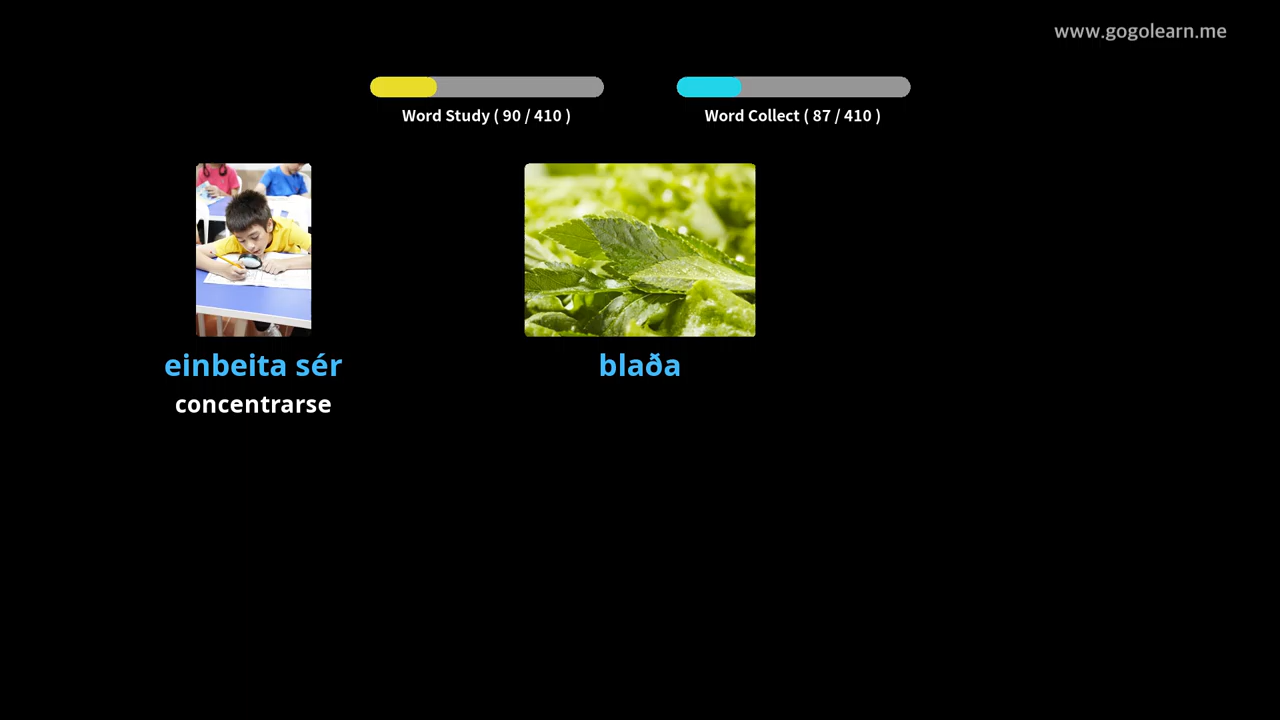 www.gogolearn.me
Word Study ( 90 / 410 )
Word Collect ( 87 / 410 )
einbeita sér
concentrarse
blaða